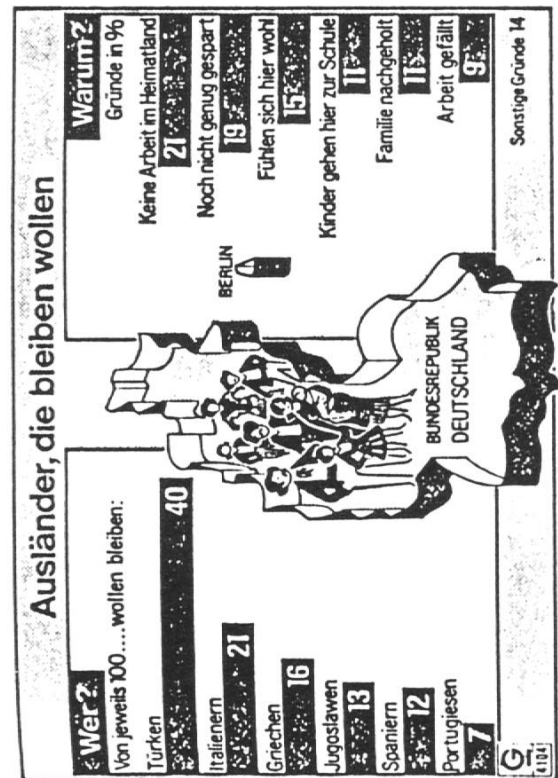 Ausländer, die bleiben wollen
Wer?
Von jeweils 100.... wollen bleiben:
Türken
40
Italienern
21
Griechen
16
Jugoslawen
13
Spaniern
12
Portugiesen
7
BERLIN
BUNDESREPUBLIK
DEUTSCHLAND
Warum?
Gründe in %
Keine Arbeit im Heimatland
21
Noch nicht genug gespart
19
Fühlen sich hier wohl
15
Kinder gehen hier zur Schule
11
Familie nachgeholt
11
Arbeit gefällt
9
Sonstige Gründe 14